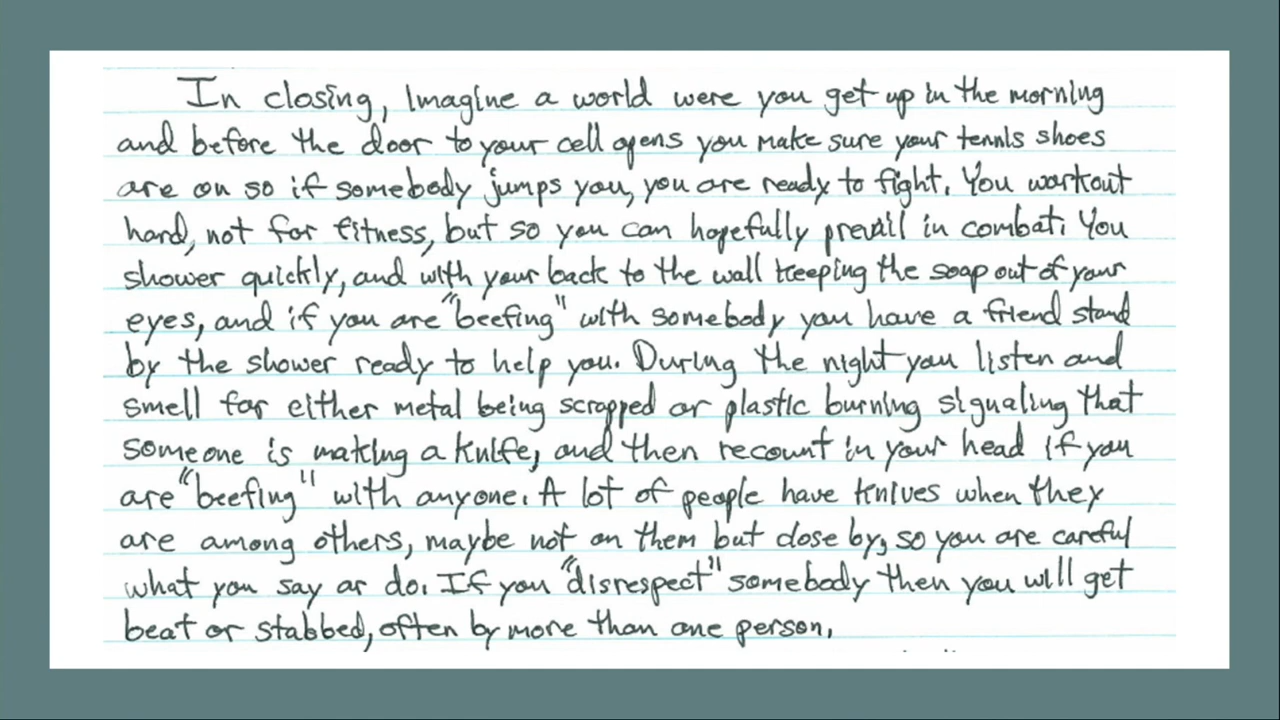 In closing, Imagine a world were you get up in the morning
and before the door to your cell opens you make sure your tennis shoes
are on so if somebody jumps you, you are ready to fight. You workout
hard, not for fitness, but so you can hopefully prevail in combat. You
shower quickly, and with your back to the wall keeping the soap out of your
eyes, and if you are "beefing" with somebody you have a friend stand
by the shower ready to help you. During the night you listen and
smell for either metal being scrapped or plastic burning signaling that
someone is making a knife, and then recount in your head if you
are "beefing" with anyone. A lot of people have knives when they
are among others, maybe not on them but close by, so you are careful
what you say or do. If you "disrespect" somebody then you will get
beat or stabbed, often by more than one person.